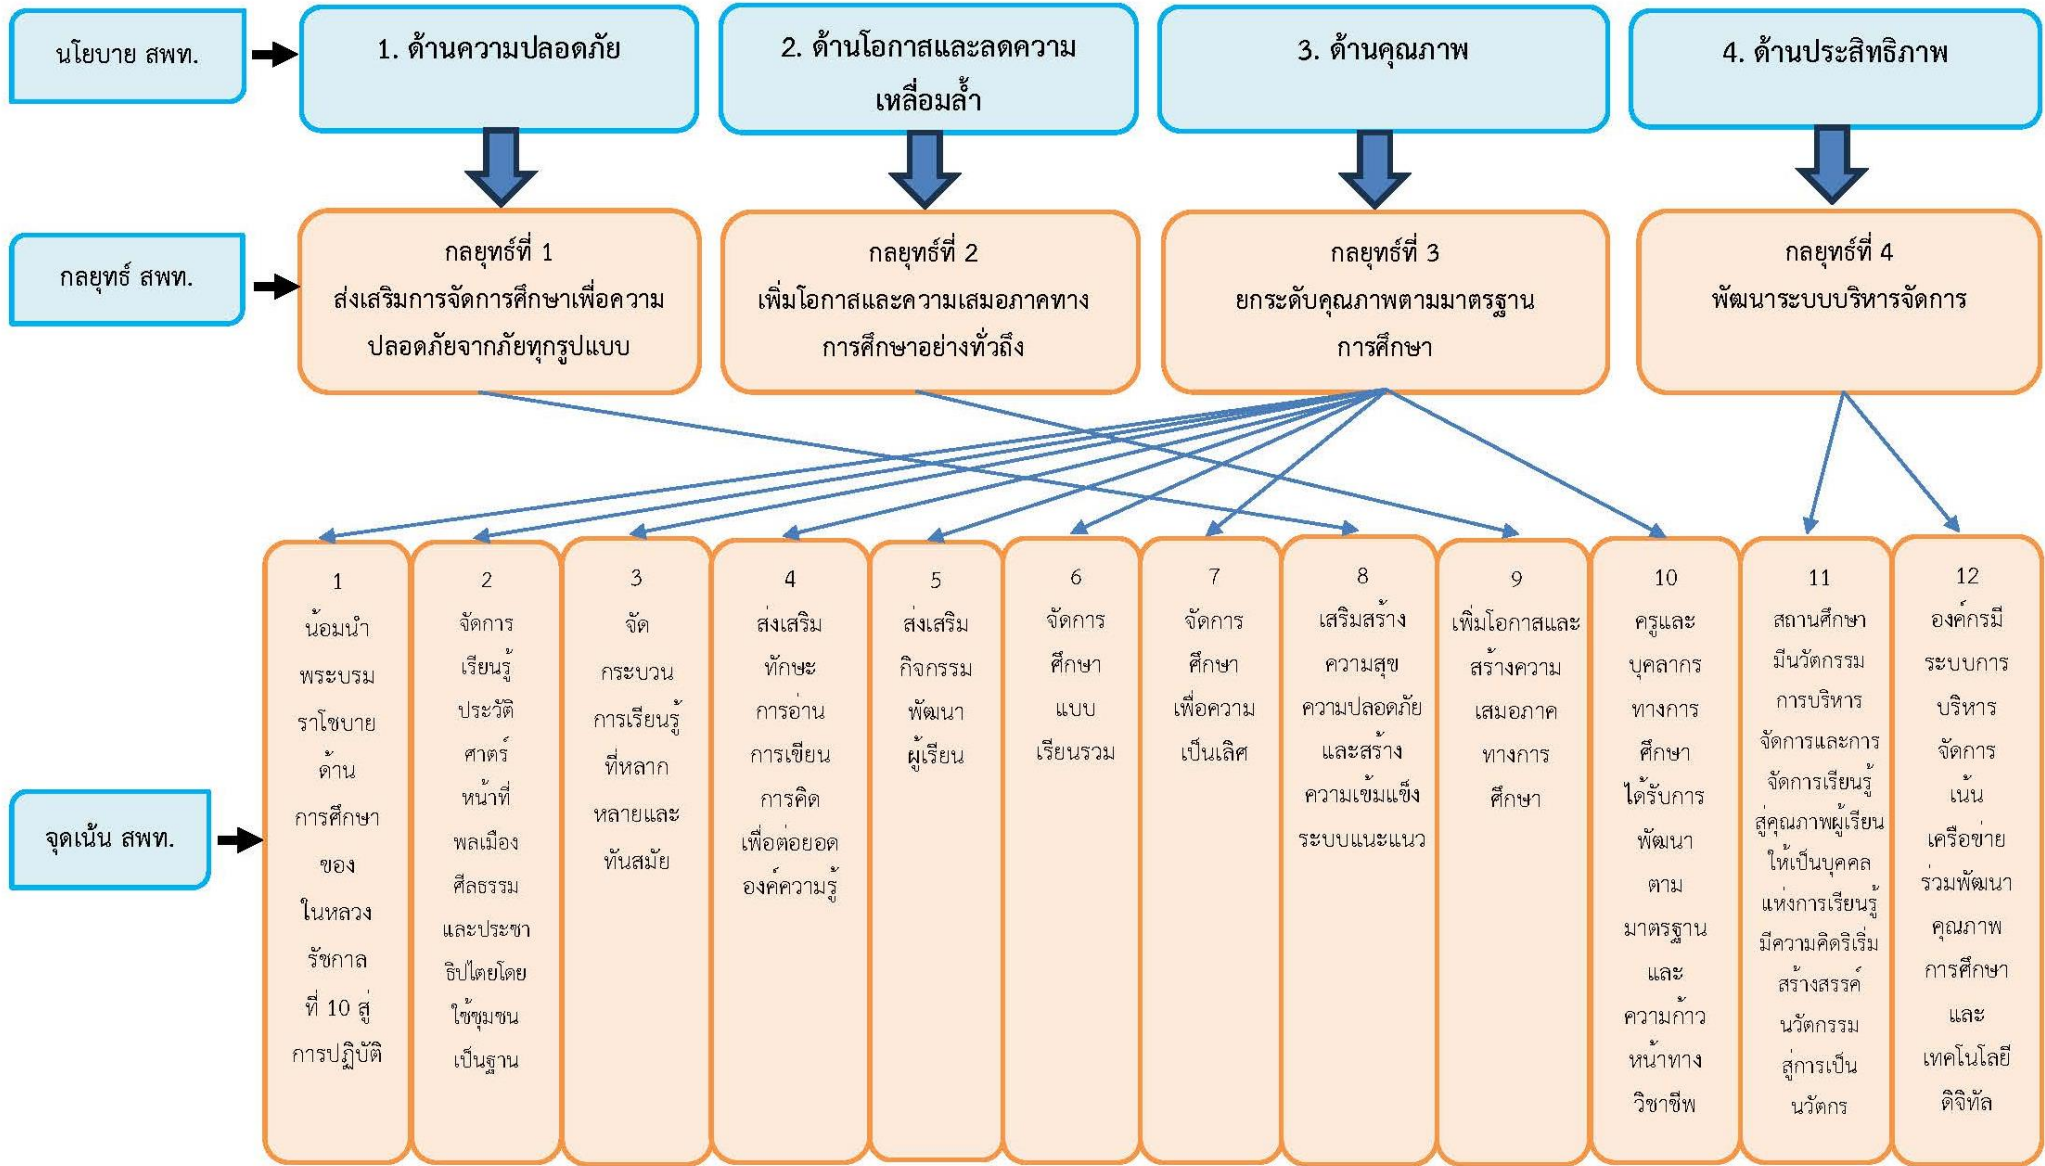 นโยบาย สพท.
1. ด้านความปลอดภัย
2. ด้านโอกาสและลดความ
เหลื่อมล้ำ
3. ด้านคุณภาพ
4. ด้านประสิทธิภาพ
กลยุทธ์ สพท.
กลยุทธ์ที่ 1
ส่งเสริมการจัดการศึกษาเพื่อความ
ปลอดภัยจากภัยทุกรูปแบบ
กลยุทธ์ที่ 2
เพิ่มโอกาสและความเสมอภาคทาง
การศึกษาอย่างทั่วถึง
กลยุทธ์ที่ 3
ยกระดับคุณภาพตามมาตรฐาน
การศึกษา
กลยุทธ์ที่ 4
พัฒนาระบบบริหารจัดการ
จุดเน้น สพท.
1
น้อมนำ
พระบรม
ราโชบาย
ด้าน
การศึกษา
ของ
ในหลวง
รัชกาล
ที่ 10 สู่
การปฏิบัติ
2
จัดการ
เรียนรู้
ประวัติ
ศาตร์
หน้าที่
พลเมือง
ศีลธรรม
และประชา
ธิปไตยโดย
ใช้ชุมชน
เป็นฐาน
3
จัด
กระบวน
การเรียนรู้
ที่หลาก
หลายและ
ทันสมัย
4
ส่งเสริม
ทักษะ
การอ่าน
การเขียน
การคิด
เพื่อต่อยอด
องค์ความรู้
5
ส่งเสริม
กิจกรรม
พัฒนา
ผู้เรียน
6
จัดการ
ศึกษา
แบบ
เรียนรวม
7
จัดการ
ศึกษา
เพื่อความ
เป็นเลิศ
8
เสริมสร้าง
ความสุข
ความปลอดภัย
และสร้าง
ความเข้มแข็ง
ระบบแนะแนว
9
เพิ่มโอกาสและ
สร้างความ
เสมอภาค
ทางการ
ศึกษา
10
ครูและ
บุคลากร
ทางการ
ศึกษา
ได้รับการ
พัฒนา
ตาม
มาตรฐาน
และ
ความก้าว
หน้าทาง
วิชาชีพ
11
สถานศึกษา
มีนวัตกรรม
การบริหาร
จัดการและการ
จัดการเรียนรู้
สู่คุณภาพผู้เรียน
ให้เป็นบุคคล
แห่งการเรียนรู้
มีความคิดริเริ่ม
สร้างสรรค์
นวัตกรรม
สู่การเป็น
นวัตกร
12
องค์กรมี
ระบบการ
บริหาร
จัดการ
เน้น
เครือข่าย
ร่วมพัฒนา
คุณภาพ
การศึกษา
และ
เทคโนโลยี
ดิจิทัล